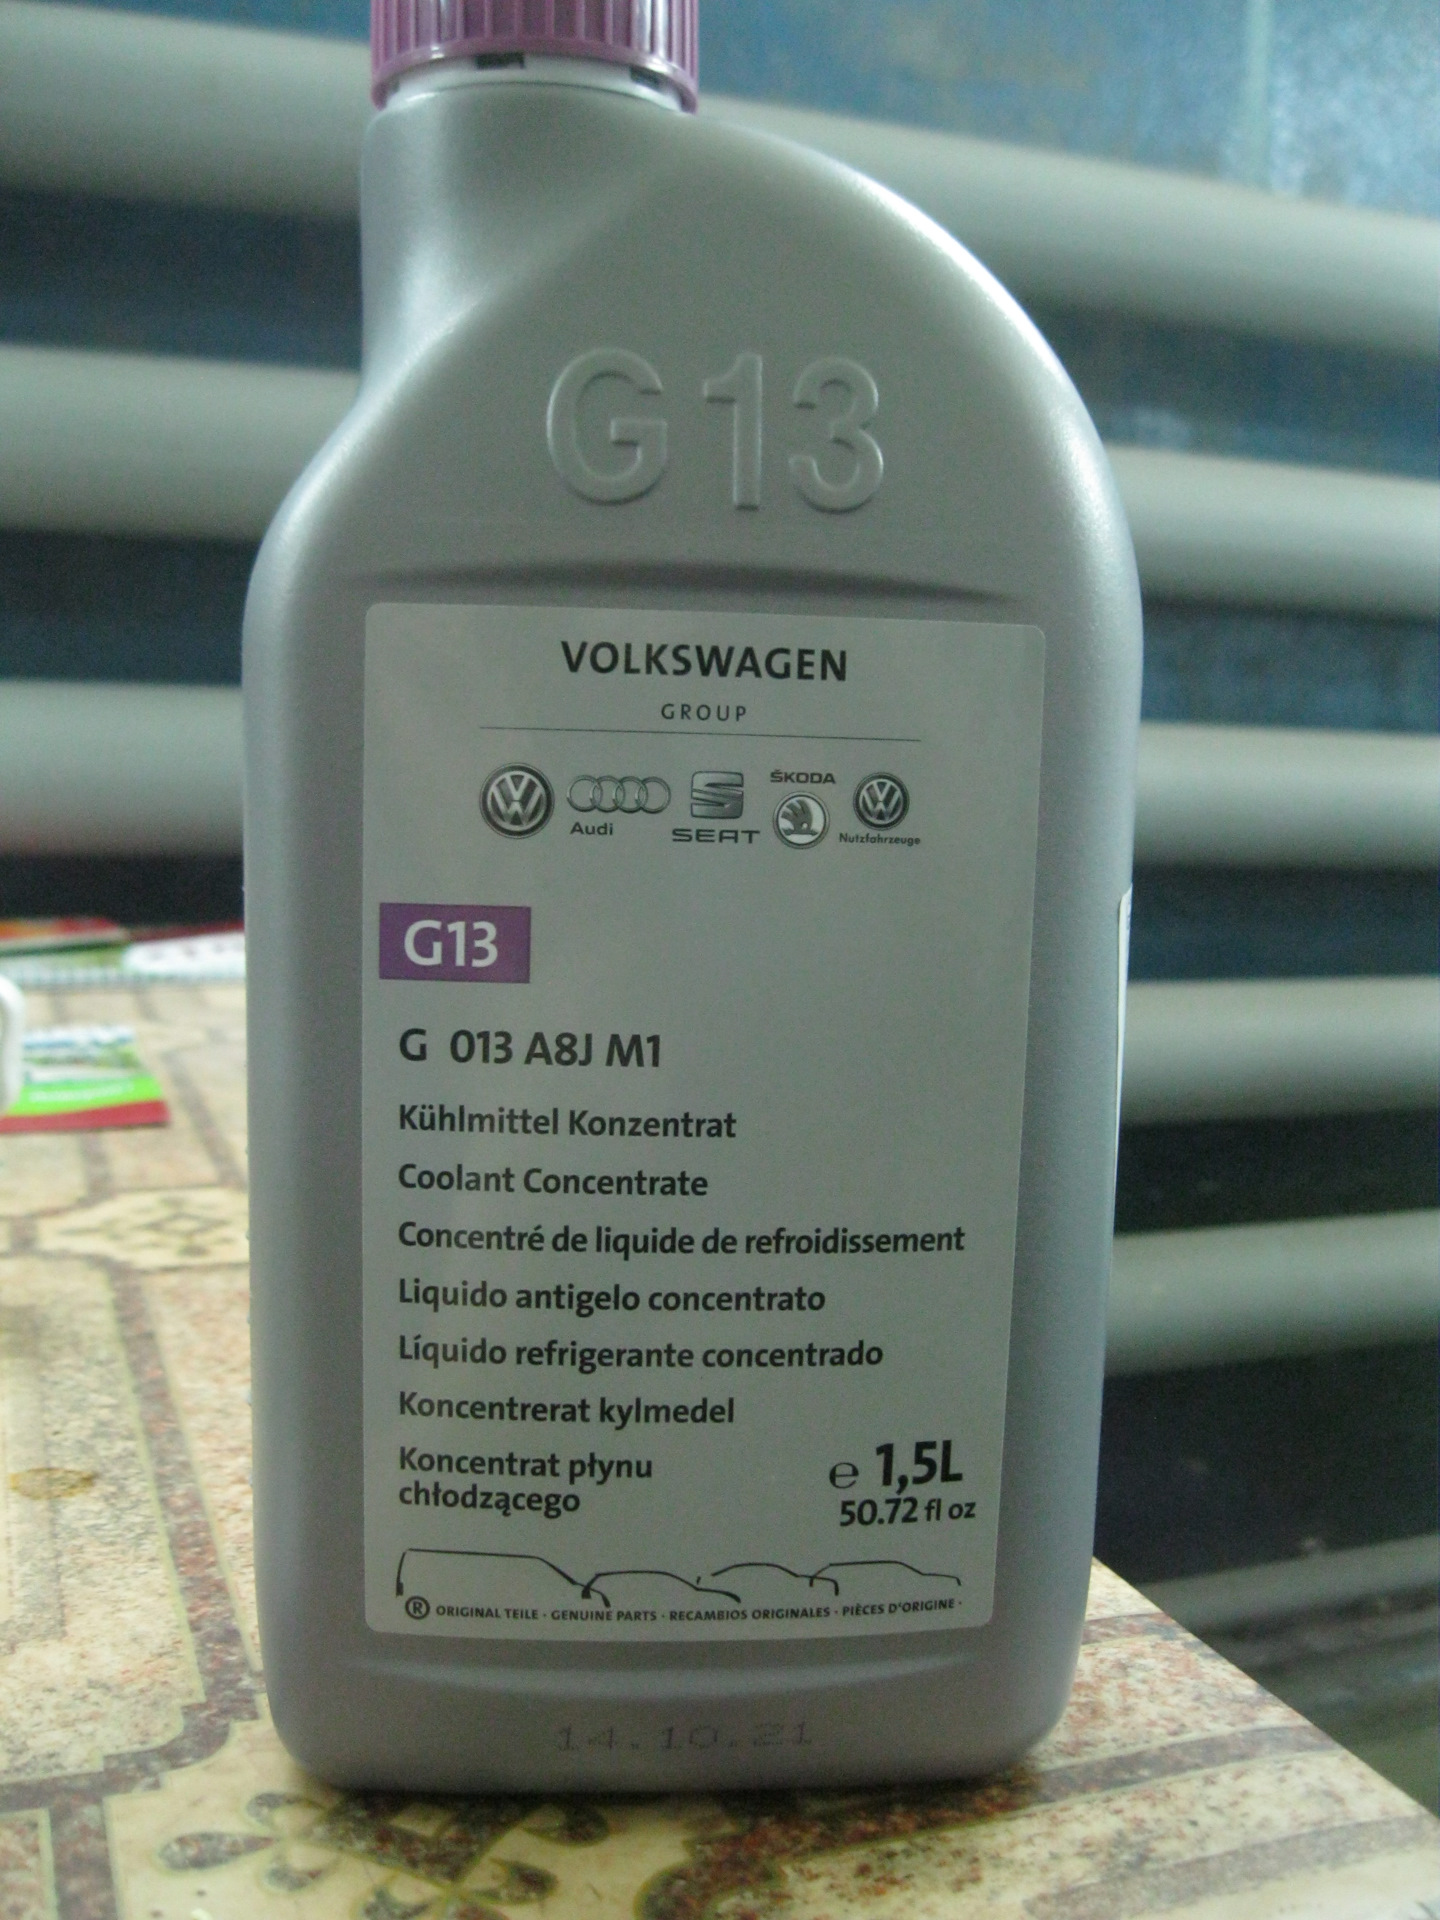 G13
VOLKSWAGEN
GROUP
ŠKODA
Audi
SEAT
Nutzfahrzeuge
G13
G 013 A8J M1
Kühlmittel Konzentrat
Coolant Concentrate
Concentré de liquide de refroidissement
Liquido antigelo concentrato
Líquido refrigerante concentrado
Koncentrerat kylmedel
Koncentrat płynu
chłodzącego
e 1,5L
50.72 fl oz
® ORIGINAL TEILE · GENUINE PARTS · RECAMBIOS ORIGINALES · PIÈCES D'ORIGINE ·
14.10.21